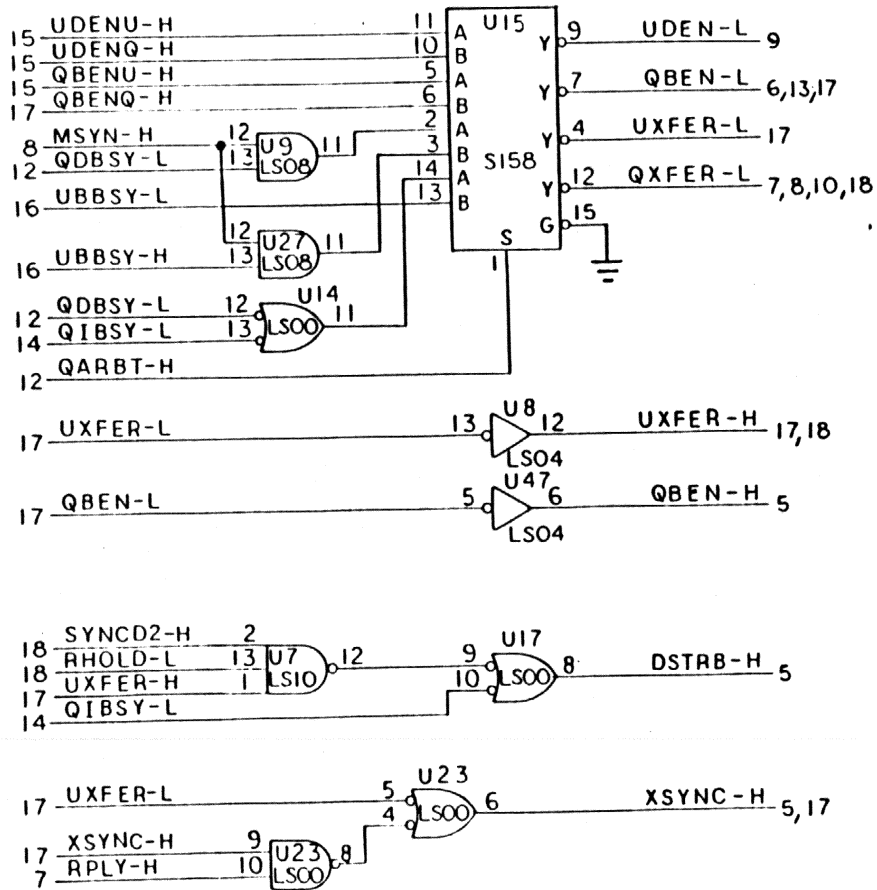 15 UDENU-H 11 A U15 Y 9 UDEN-L 9
15 UDENQ-H 10 B
15 QBENU-H 5 A Y 7 QBEN-L 6,13,17
17 QBENQ-H 6 B
8 MSYN-H 12 U9 11 2 A Y 4 UXFER-L 17
12 QDBSY-L 13 LS08 3 B S158
14 A Y 12 QXFER-L 7,8,10,18
16 UBBSY-L 13 B
G 15
12 U27 11 S
16 UBBSY-H 13 LS08 1
U14
12 QDBSY-L 12 LS00 11
14 QIBSY-L 13
12 QARBT-H
U8
17 UXFER-L 13 12 UXFER-H 17,18
LS04
U47
17 QBEN-L 5 6 QBEN-H 5
LS04
18 SYNCD2-H 2 U17
18 RHOLD-L 13 U7 12 9 8 DSTRB-H 5
17 UXFER-H 1 LS10 10 LS00
14 QIBSY-L
U23
17 UXFER-L 5 6 XSYNC-H 5,17
4 LS00
17 XSYNC-H 9 U23 8
7 RPLY-H 10 LS00